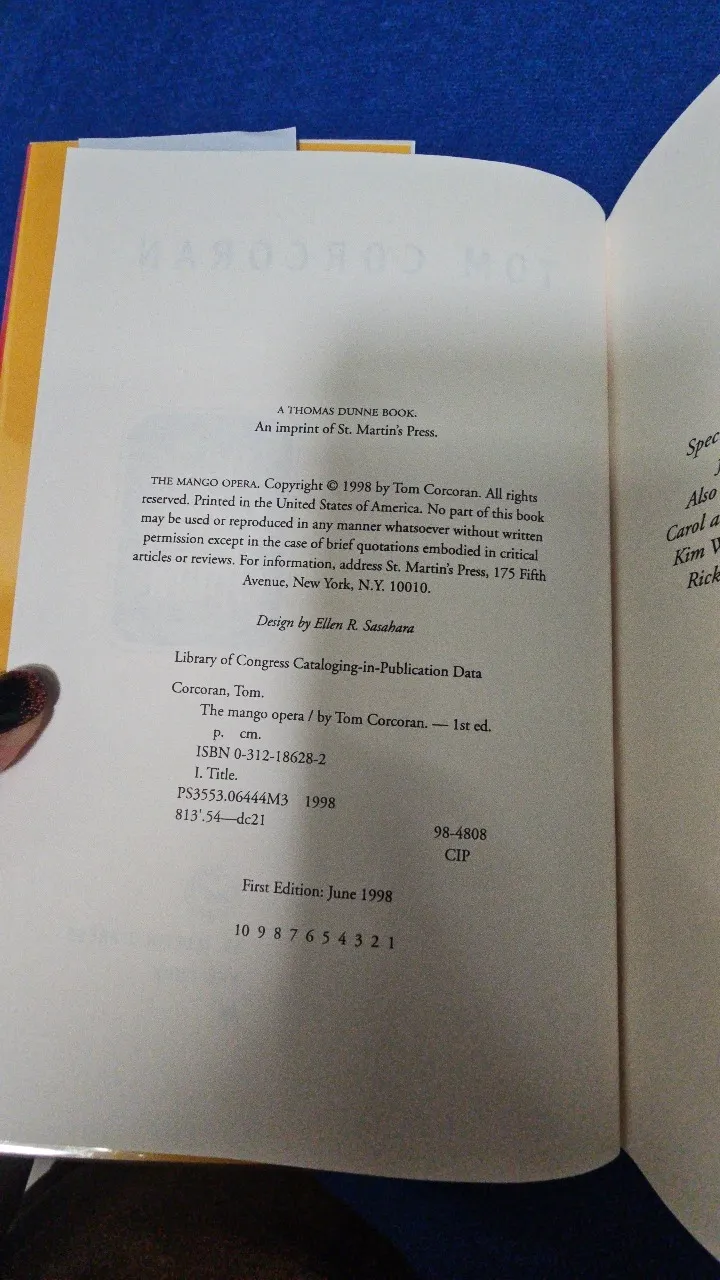 A THOMAS DUNNE BOOK.
An imprint of St. Martin's Press.
THE MANGO OPERA. Copyright © 1998 by Tom Corcoran. All rights
reserved. Printed in the United States of America. No part of this book
may be used or reproduced in any manner whatsoever without written
permission except in the case of brief quotations embodied in critical
articles or reviews. For information, address St. Martin's Press, 175 Fifth
Avenue, New York, N.Y. 10010.
Design by Ellen R. Sasahara
Library of Congress Cataloging-in-Publication Data
Corcoran, Tom.
The mango opera / by Tom Corcoran. — 1st ed.
p. cm.
ISBN 0-312-18628-2
I. Title.
PS3553.06444M3 1998
813'.54—dc21
98-4808
CIP
First Edition: June 1998
10 9 8 7 6 5 4 3 2 1
Spec
Also
Carol a
Kim W
Rick